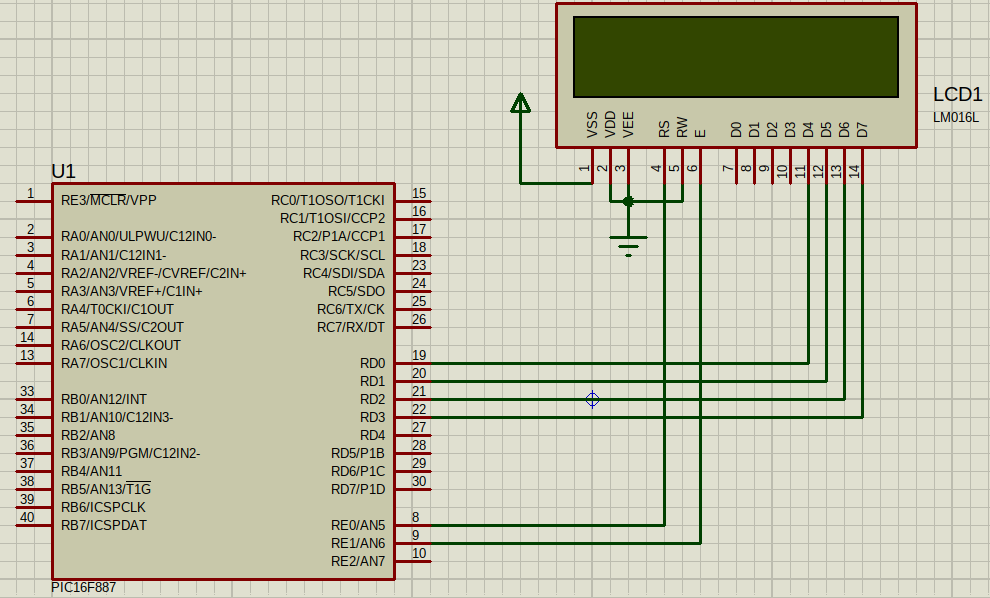 LCD1
LM016L
VSS
VDD
VEE
RS
RW
E
D0
D1
D2
D3
D4
D5
D6
D7
1
2
3
4
5
6
7
8
9
10
11
12
13
14
U1
1 RE3/MCLR/VPP RC0/T1OSO/T1CKI 15
RC1/T1OSI/CCP2 16
2 RA0/AN0/ULPWU/C12IN0- RC2/P1A/CCP1 17
3 RA1/AN1/C12IN1- RC3/SCK/SCL 18
4 RA2/AN2/VREF-/CVREF/C2IN+ RC4/SDI/SDA 23
5 RA3/AN3/VREF+/C1IN+ RC5/SDO 24
6 RA4/T0CKI/C1OUT RC6/TX/CK 25
7 RA5/AN4/SS/C2OUT RC7/RX/DT 26
14 RA6/OSC2/CLKOUT
13 RA7/OSC1/CLKIN RD0 19
RD1 20
33 RB0/AN12/INT RD2 21
34 RB1/AN10/C12IN3- RD3 22
35 RB2/AN8 RD4 27
36 RB3/AN9/PGM/C12IN2- RD5/P1B 28
37 RB4/AN11 RD6/P1C 29
38 RB5/AN13/T1G RD7/P1D 30
39 RB6/ICSPCLK
40 RB7/ICSPDAT RE0/AN5 8
RE1/AN6 9
RE2/AN7 10
PIC16F887